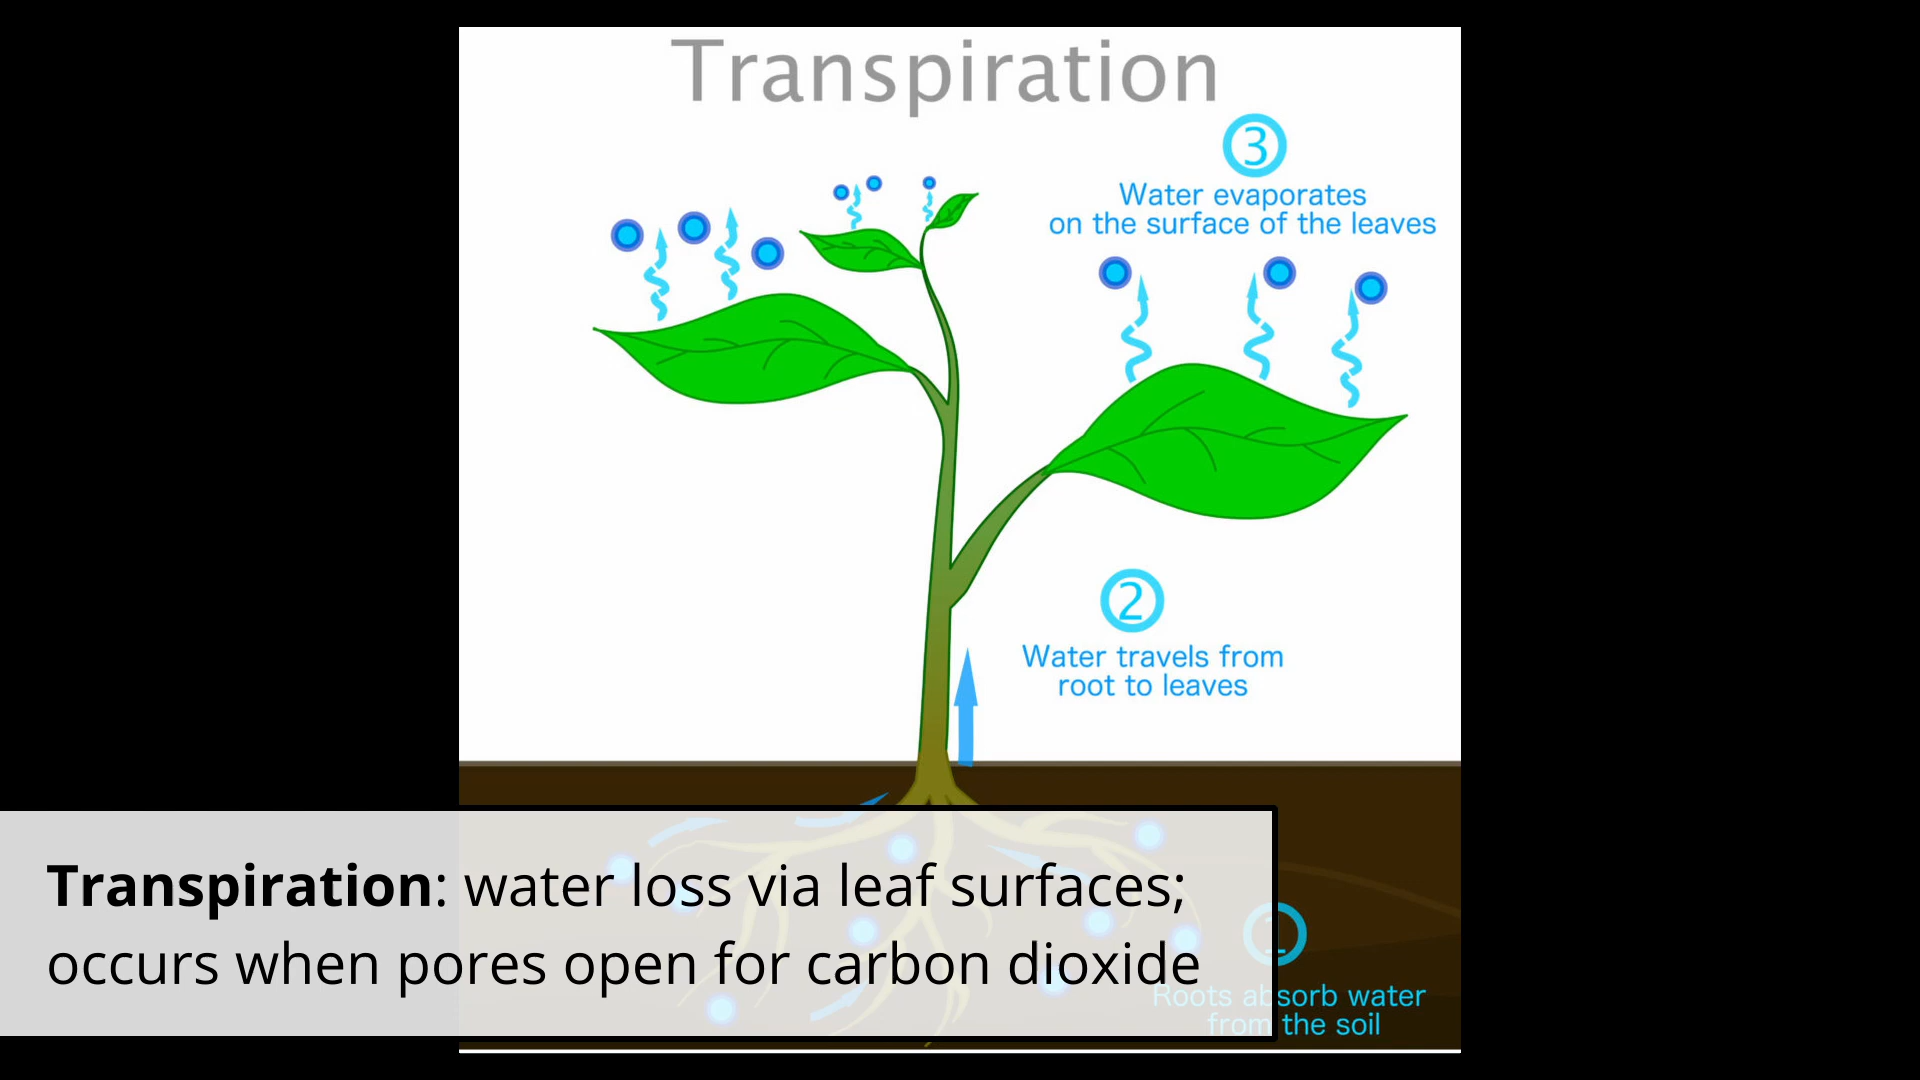 Transpiration
3
Water evaporates
on the surface of the leaves
2
Water travels from
root to leaves
Transpiration: water loss via leaf surfaces;
occurs when pores open for carbon dioxide
1
Roots absorb water
from the soil